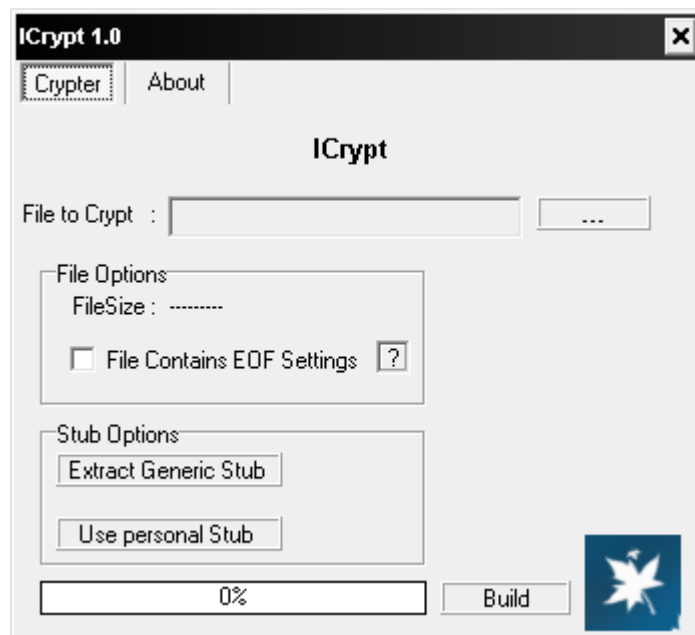 ICrypt 1.0
Crypter About
ICrypt
File to Crypt : ...
File Options
FileSize : ---------
File Contains EOF Settings ?
Stub Options
Extract Generic Stub
Use personal Stub
0% Build